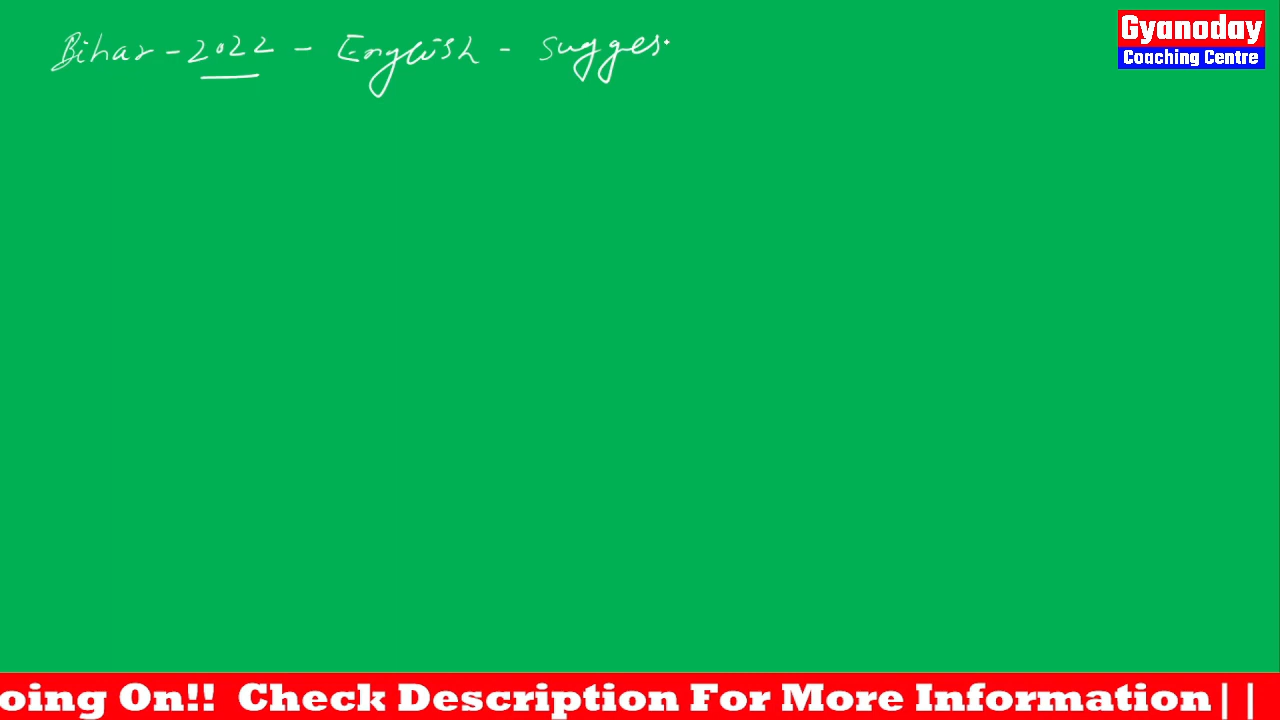 Bihar - 2022 - English - Sugges
Gyanoday
Coaching Centre
oing On!! Check Description For More Information||